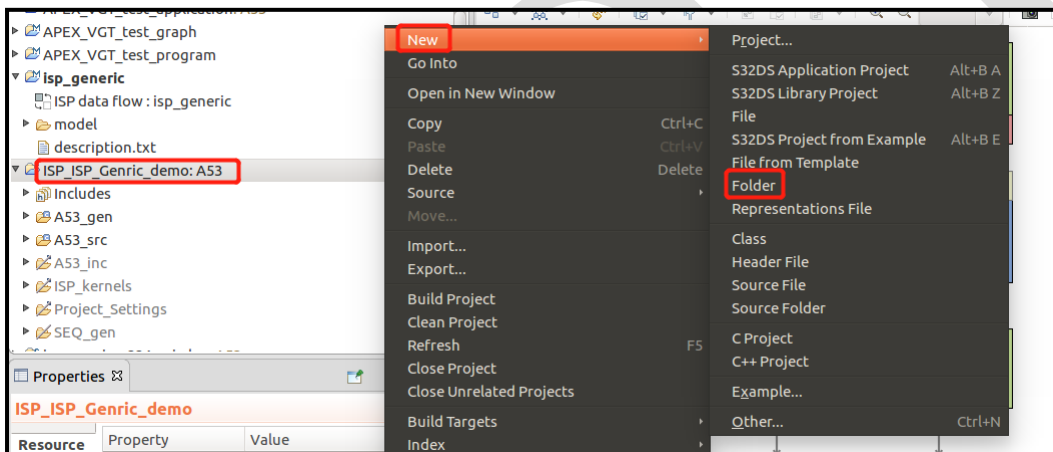 APEX_VGT_test_application: A53
APEX_VGT_test_graph
APEX_VGT_test_program
isp_generic
ISP data flow : isp_generic
model
description.txt
ISP_ISP_Genric_demo: A53
Includes
A53_gen
A53_src
A53_inc
ISP_kernels
Project_Settings
SEQ_gen
Properties
ISP_ISP_Genric_demo
Resource
Property Value
New
Go Into
Open in New Window
Copy Ctrl+C
Paste Ctrl+V
Delete Delete
Source
Move...
Import...
Export...
Build Project
Clean Project
Refresh F5
Close Project
Close Unrelated Projects
Build Targets
Index
Project...
S32DS Application Project Alt+B A
S32DS Library Project Alt+B Z
File
S32DS Project from Example Alt+B E
File from Template
Folder
Representations File
Class
Header File
Source File
Source Folder
C Project
C++ Project
Example...
Other... Ctrl+N